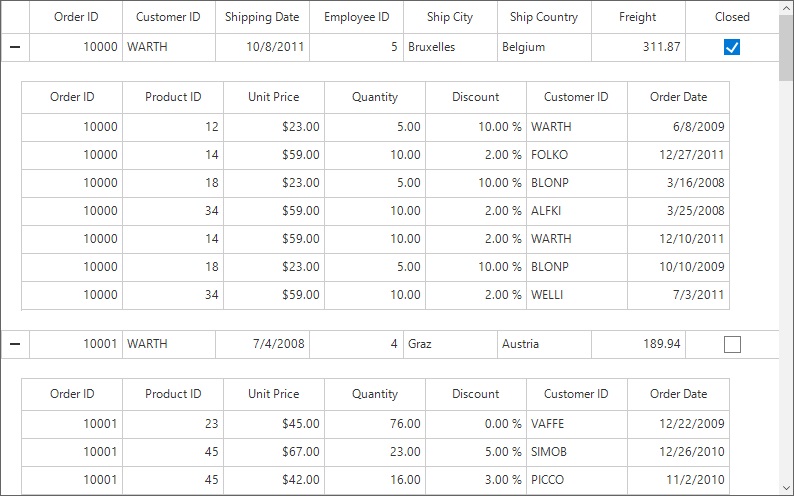 Order ID Customer ID Shipping Date Employee ID Ship City Ship Country Freight Closed
10000 WARTH 10/8/2011 5 Bruxelles Belgium 311.87
Order ID Product ID Unit Price Quantity Discount Customer ID Order Date
10000 12 $23.00 5.00 10.00 % WARTH 6/8/2009
10000 14 $59.00 10.00 2.00 % FOLKO 12/27/2011
10000 18 $23.00 5.00 10.00 % BLONP 3/16/2008
10000 34 $59.00 10.00 2.00 % ALFKI 3/25/2008
10000 14 $59.00 10.00 2.00 % WARTH 12/10/2011
10000 18 $23.00 5.00 10.00 % BLONP 10/10/2009
10000 34 $59.00 10.00 2.00 % WELLI 7/3/2011
10001 WARTH 7/4/2008 4 Graz Austria 189.94
Order ID Product ID Unit Price Quantity Discount Customer ID Order Date
10001 23 $45.00 76.00 0.00 % VAFFE 12/22/2009
10001 45 $67.00 23.00 5.00 % SIMOB 12/26/2010
10001 45 $42.00 16.00 3.00 % PICCO 11/2/2010